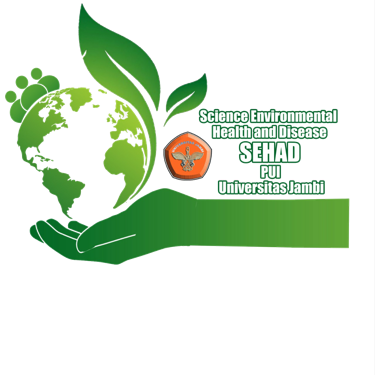 Science Environmental
Health and Disease
SEHAD
PUI
Universitas Jambi